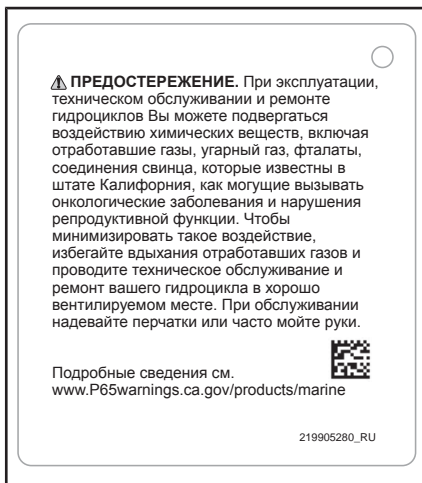 ⚠ ПРЕДОСТЕРЕЖЕНИЕ. При эксплуатации,
техническом обслуживании и ремонте
гидроциклов Вы можете подвергаться
воздействию химических веществ, включая
отработавшие газы, угарный газ, фталаты,
соединения свинца, которые известны в
штате Калифорния, как могущие вызывать
онкологические заболевания и нарушения
репродуктивной функции. Чтобы
минимизировать такое воздействие,
избегайте вдыхания отработавших газов и
проводите техническое обслуживание и
ремонт вашего гидроцикла в хорошо
вентилируемом месте. При обслуживании
надевайте перчатки или часто мойте руки.
Подробные сведения см.
www.P65warnings.ca.gov/products/marine
219905280_RU